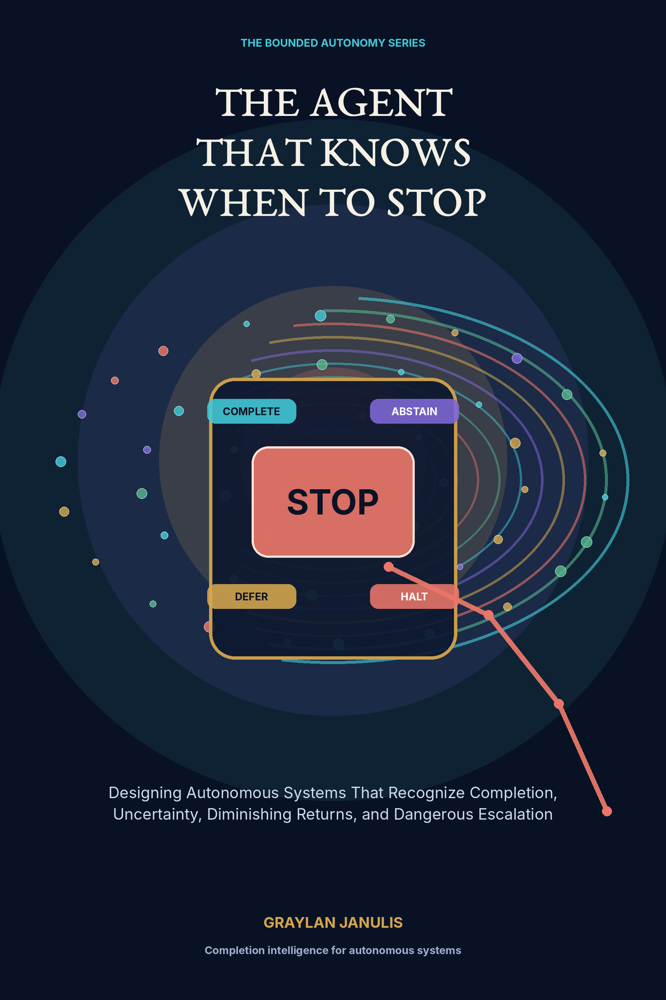 THE BOUNDED AUTONOMY SERIES
THE AGENT
THAT KNOWS
WHEN TO STOP
COMPLETE
ABSTAIN
STOP
DEFER
HALT
Designing Autonomous Systems That Recognize Completion,
Uncertainty, Diminishing Returns, and Dangerous Escalation
GRAYLAN JANULIS
Completion intelligence for autonomous systems